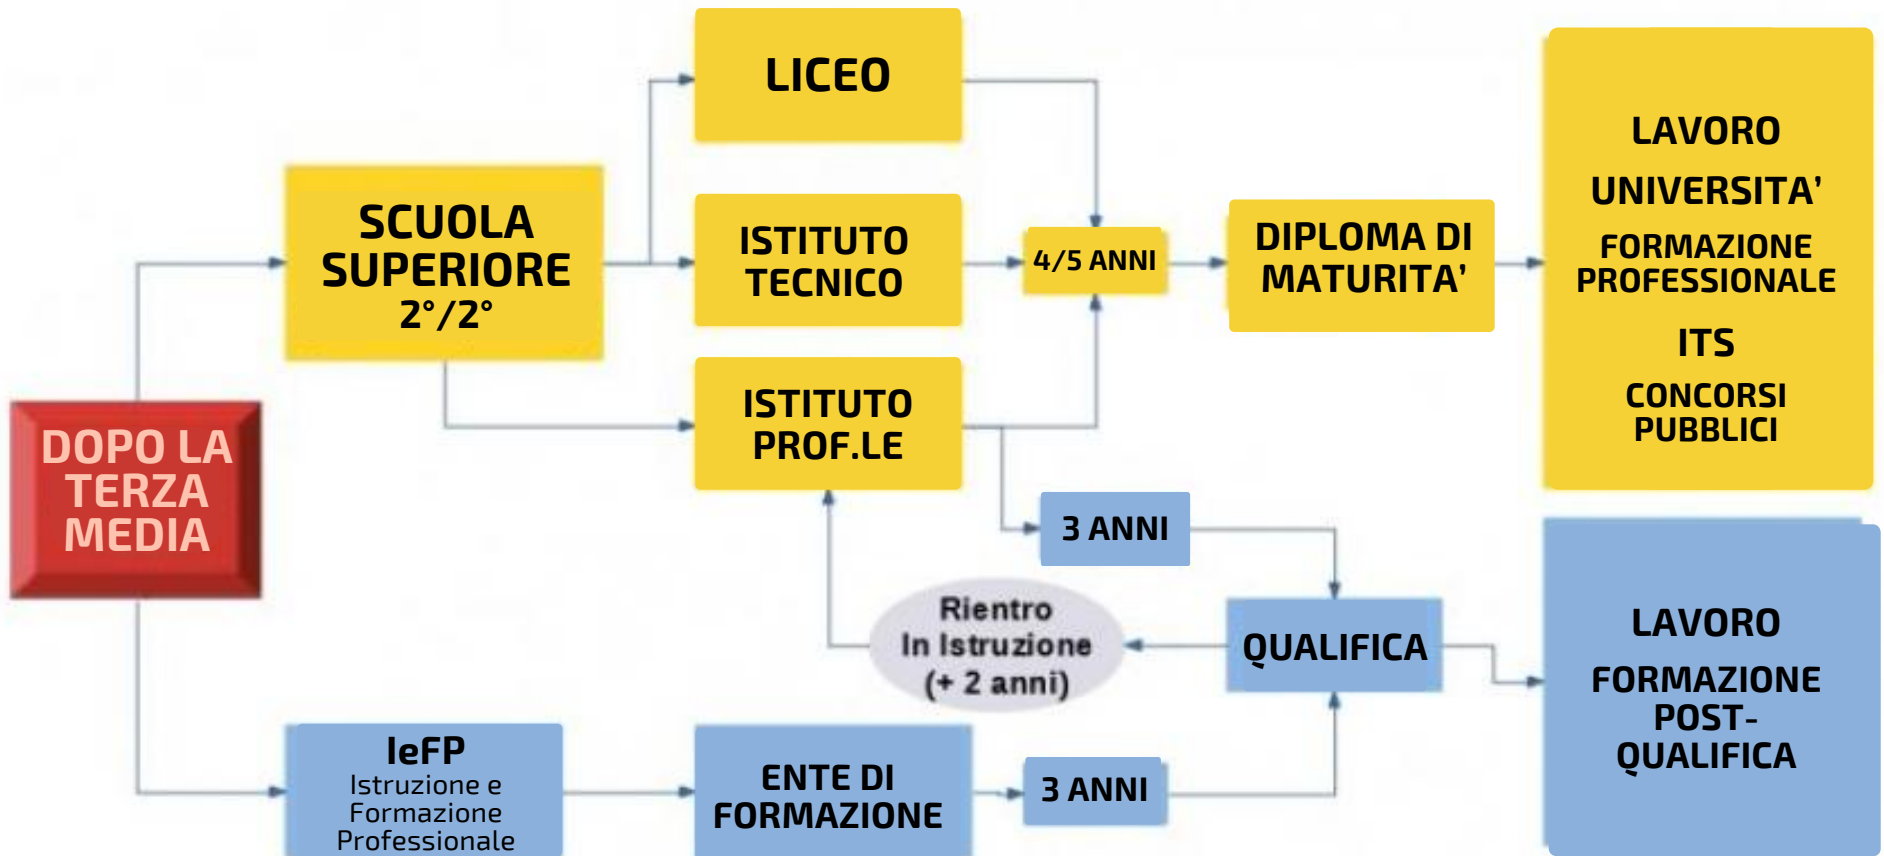 LICEO
LAVORO
UNIVERSITA’
FORMAZIONE
PROFESSIONALE
ITS
CONCORSI
PUBBLICI
SCUOLA
SUPERIORE
2°/2°
ISTITUTO
TECNICO
4/5 ANNI
DIPLOMA DI
MATURITA’
ISTITUTO
PROF.LE
DOPO LA
TERZA
MEDIA
3 ANNI
Rientro
In Istruzione
(+ 2 anni)
QUALIFICA
LAVORO
FORMAZIONE
POST-
QUALIFICA
IeFP
Istruzione e
Formazione
Professionale
ENTE DI
FORMAZIONE
3 ANNI